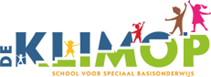 DE KLIMOP
SCHOOL VOOR SPECIAAL BASISONDERWIJS